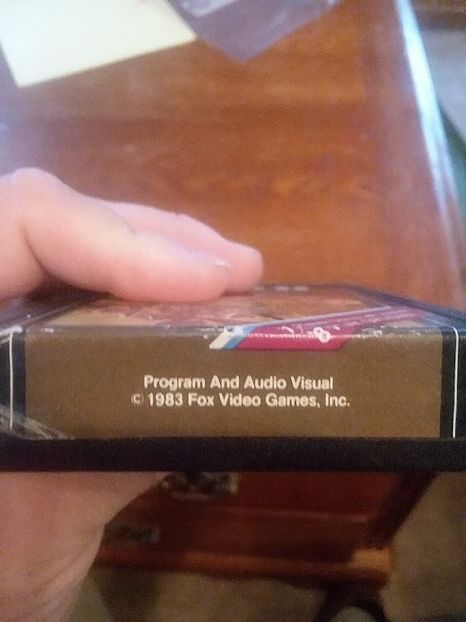 Program And Audio Visual
© 1983 Fox Video Games, Inc.